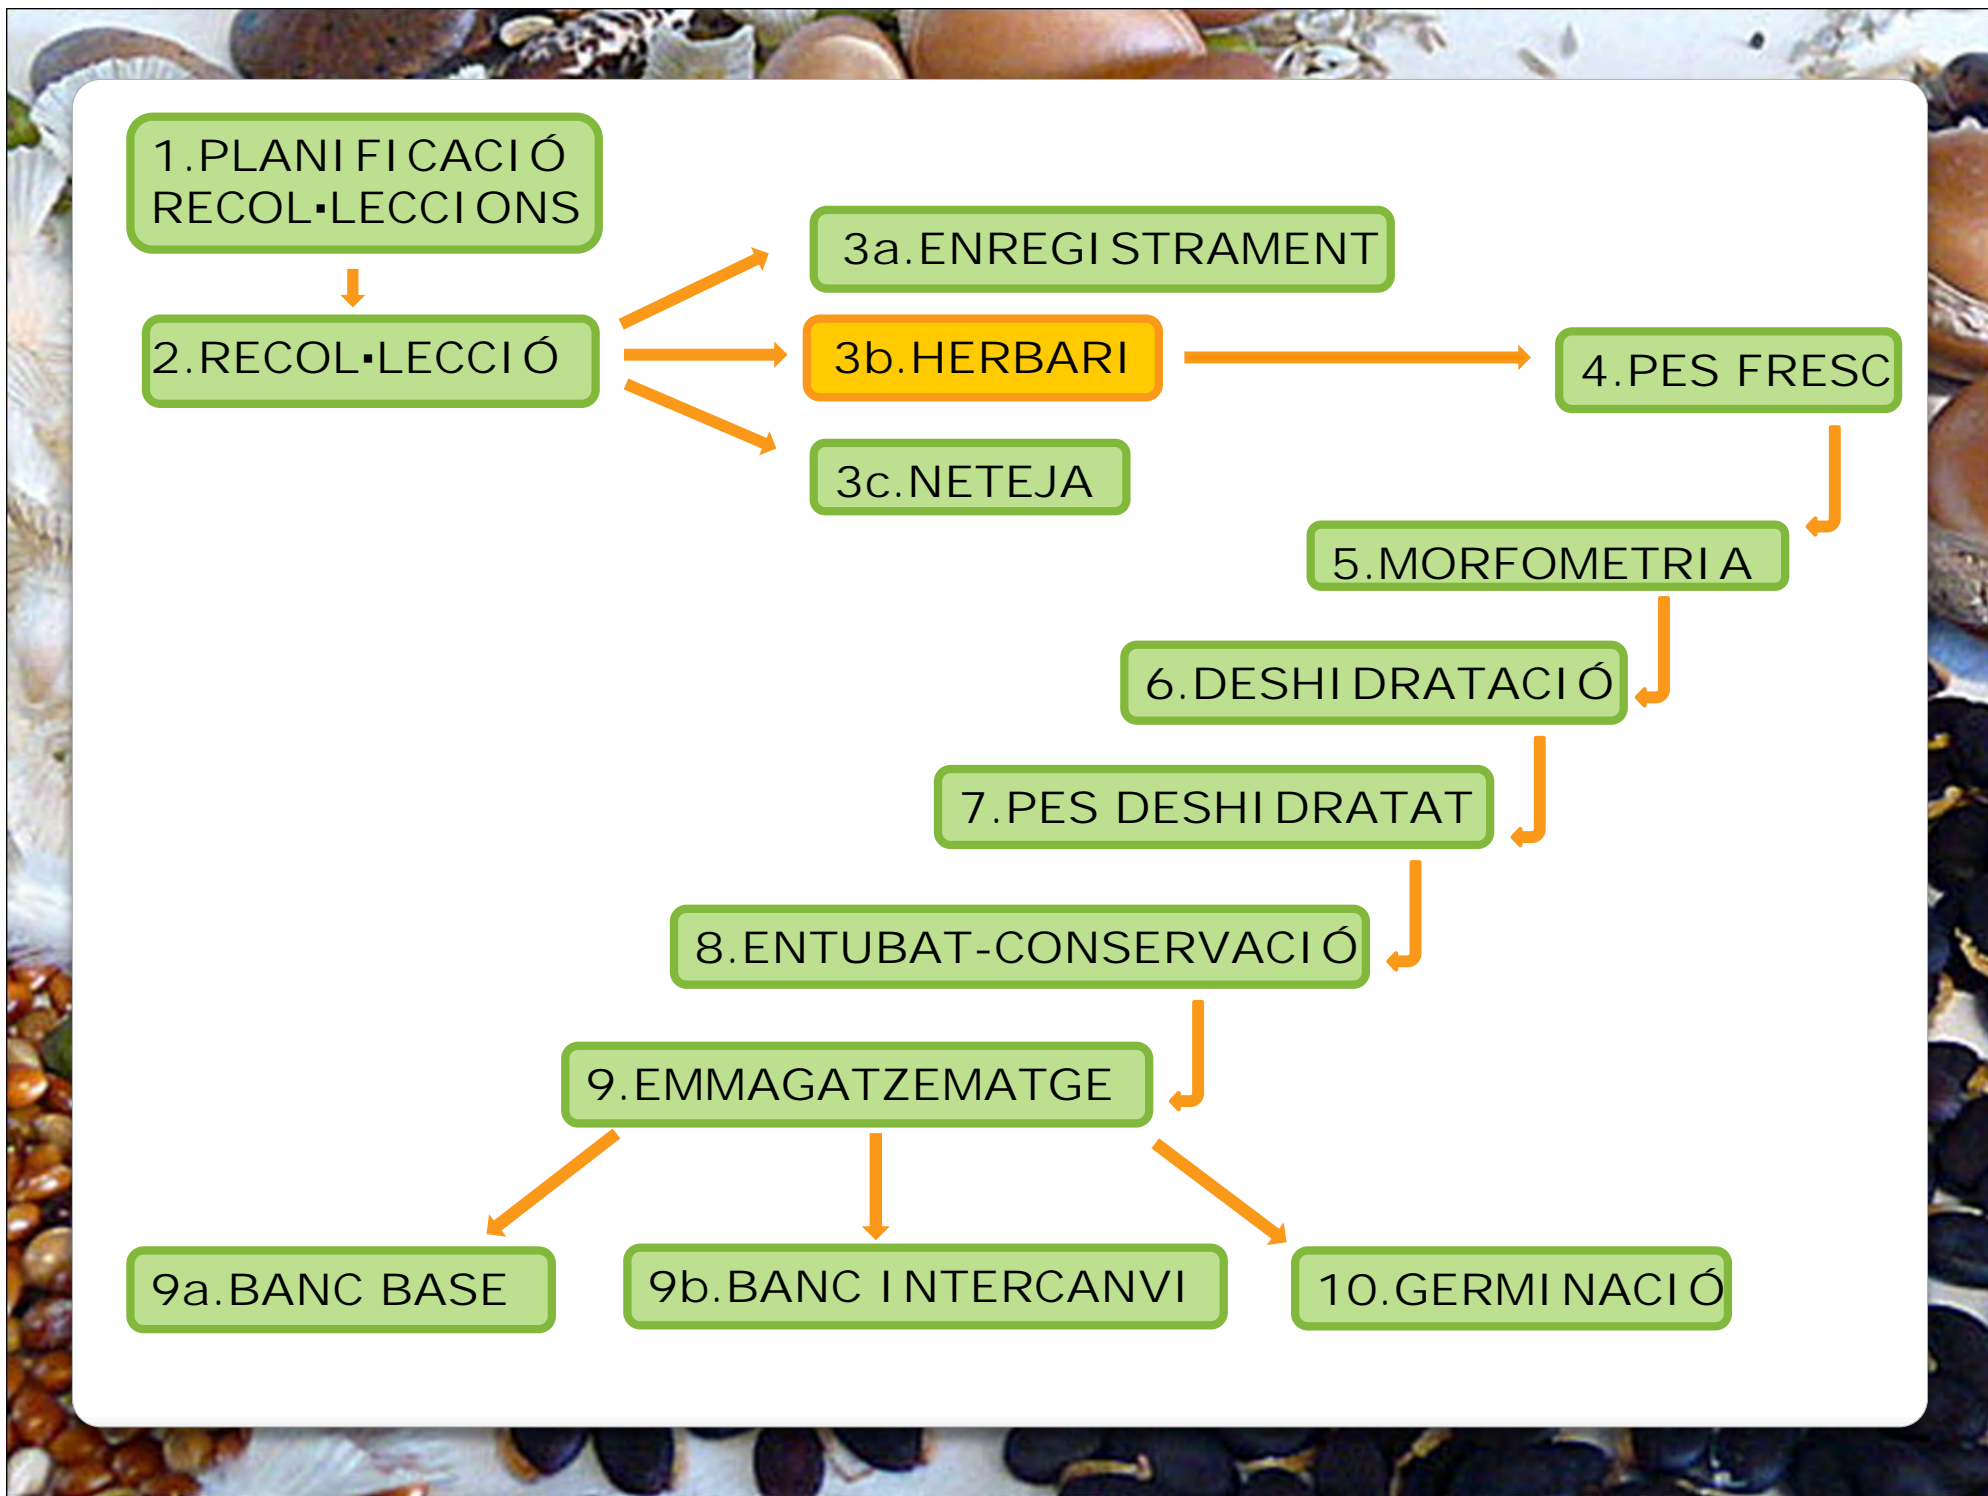 1.PLANIFICACIÓ
RECOL·LECCIONS
3a.ENREGISTRAMENT
2.RECOL·LECCIÓ
3b.HERBARI
4.PES FRESC
3c.NETEJA
5.MORFOMETRIA
6.DESHIDRATACIÓ
7.PES DESHIDRATAT
8.ENTUBAT-CONSERVACIÓ
9.EMMAGATZEMATGE
9a.BANC BASE
9b.BANC INTERCANVI
10.GERMINACIÓ